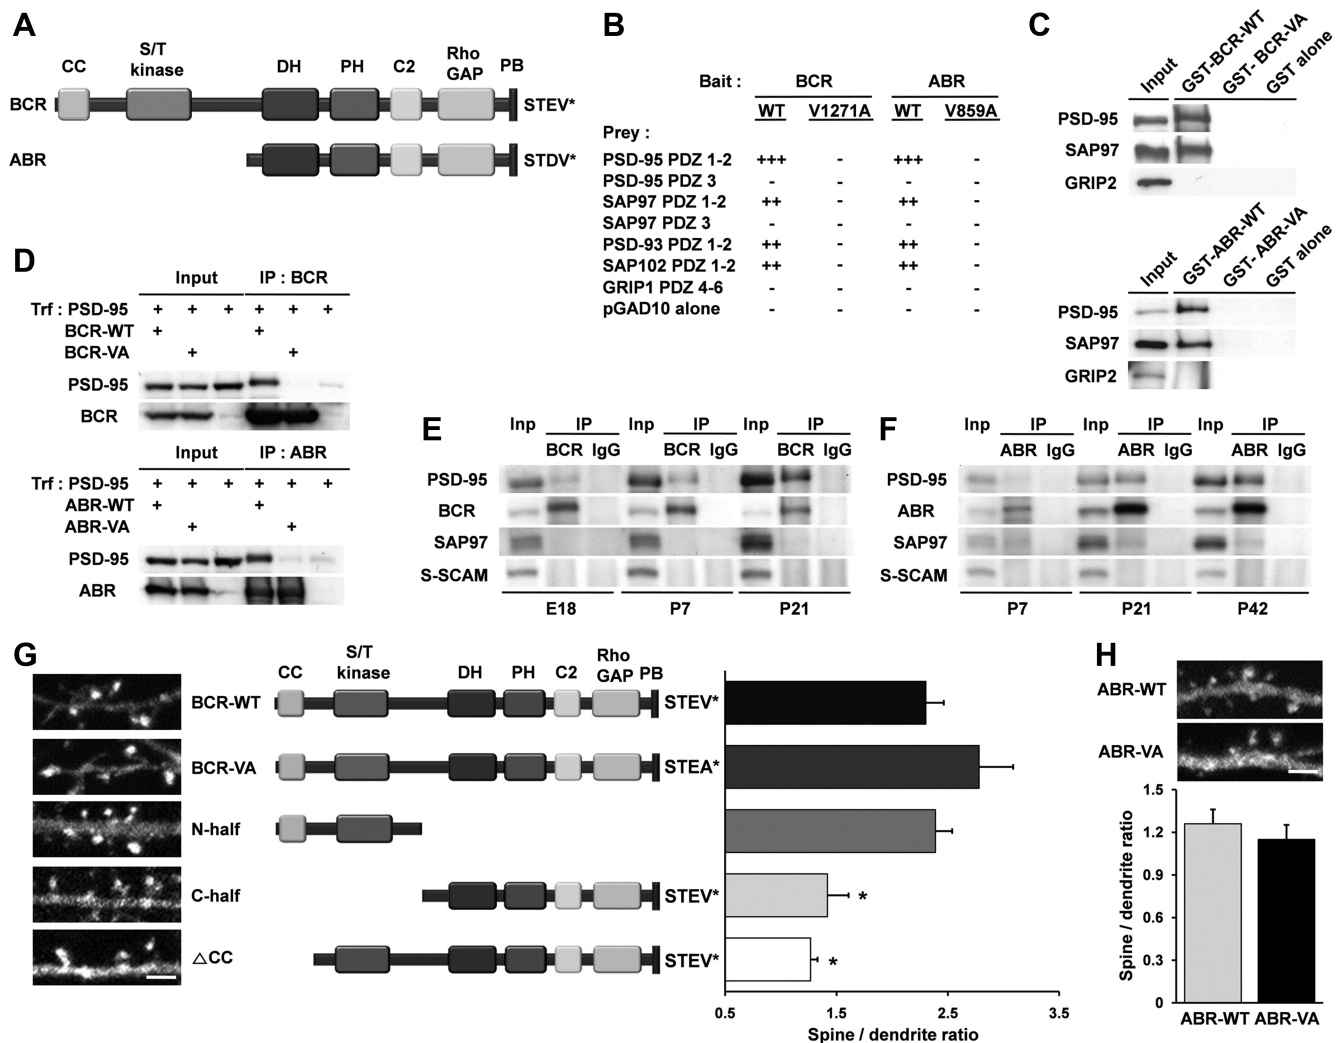 A
CC
S/T
kinase
DH
PH
C2
Rho
GAP
PB
BCR
STEV*
ABR
STDV*
B
Bait : BCR ABR
WT V1271A WT V859A
Prey :
PSD-95 PDZ 1-2 +++ - +++ -
PSD-95 PDZ 3 - - - -
SAP97 PDZ 1-2 ++ - ++ -
SAP97 PDZ 3 - - - -
PSD-93 PDZ 1-2 ++ - ++ -
SAP102 PDZ 1-2 ++ - ++ -
GRIP1 PDZ 4-6 - - - -
pGAD10 alone - - - -
C
Input
GST-BCR-WT
GST- BCR-VA
GST alone
PSD-95
SAP97
GRIP2
Input
GST-ABR-WT
GST- ABR-VA
GST alone
PSD-95
SAP97
GRIP2
D
Input IP : BCR
Trf : PSD-95 + + + + + +
BCR-WT + +
BCR-VA + +
PSD-95
BCR
Input IP : ABR
Trf : PSD-95 + + + + + +
ABR-WT + +
ABR-VA + +
PSD-95
ABR
E
Inp IP Inp IP Inp IP
BCR IgG BCR IgG BCR IgG
PSD-95
BCR
SAP97
S-SCAM
E18 P7 P21
F
Inp IP Inp IP Inp IP
ABR IgG ABR IgG ABR IgG
PSD-95
ABR
SAP97
S-SCAM
P7 P21 P42
G
CC
S/T
kinase
DH
PH
C2
Rho
GAP
PB
BCR-WT
STEV*
BCR-VA
STEA*
N-half
C-half
STEV*
*
△CC
STEV*
*
0.5 1.5 2.5 3.5
Spine / dendrite ratio
H
ABR-WT
ABR-VA
1.5
1.2
0.9
0.6
0.3
0
Spine / dendrite ratio
ABR-WT ABR-VA